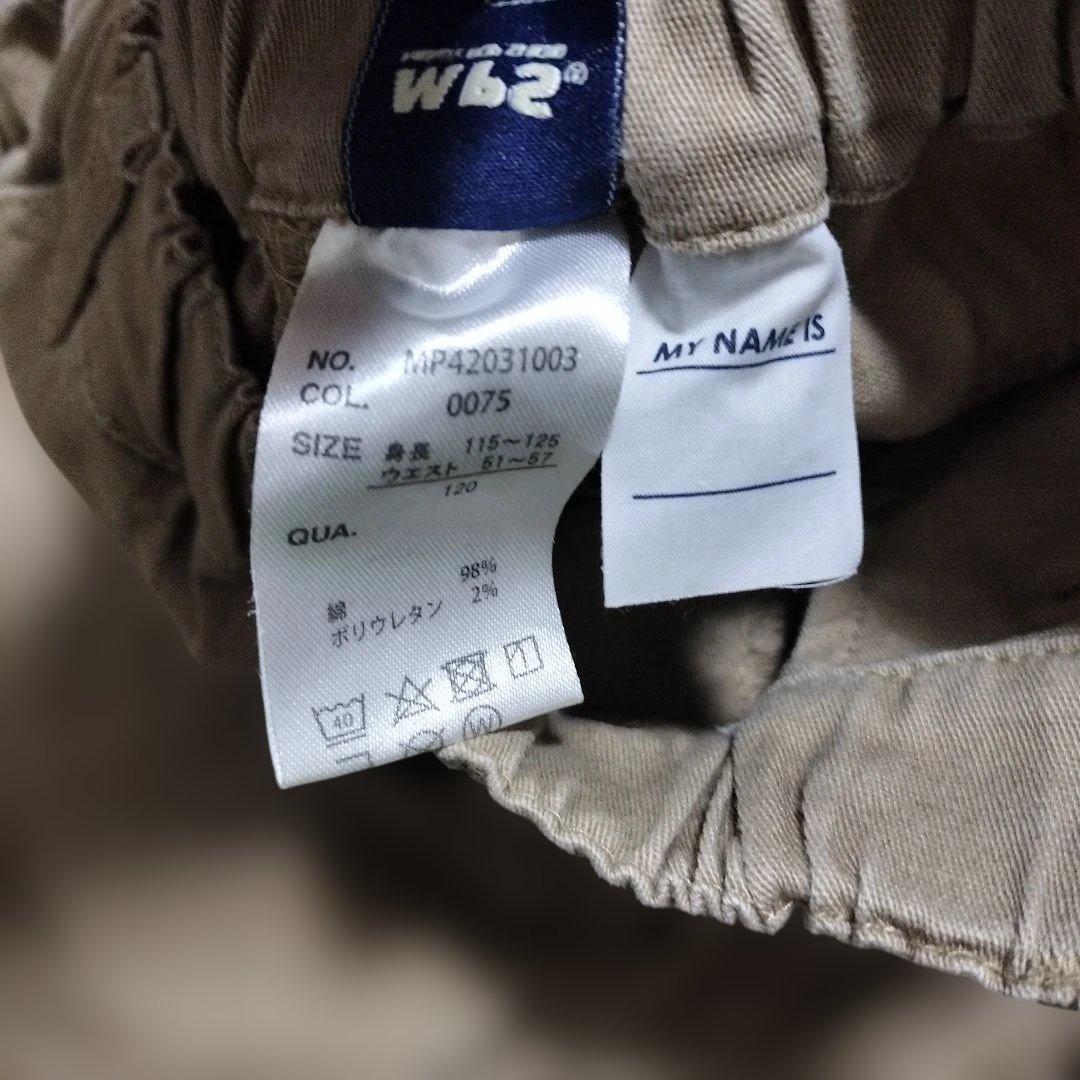 W.P.S®
NO. MP42031003
COL. 0075
SIZE 身長 115～125
ウエスト 51～57
120
QUA.
綿 98%
ポリウレタン 2%
40
1
W
MY NAME IS